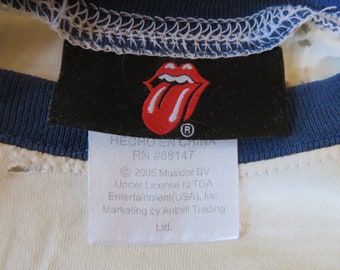 ®
HECHO EN CHINA
RN #88147
© 2005 Musidor BV
Under License to TGA
Entertainment(USA), Inc.
Marketing by Anthill Trading
Ltd.